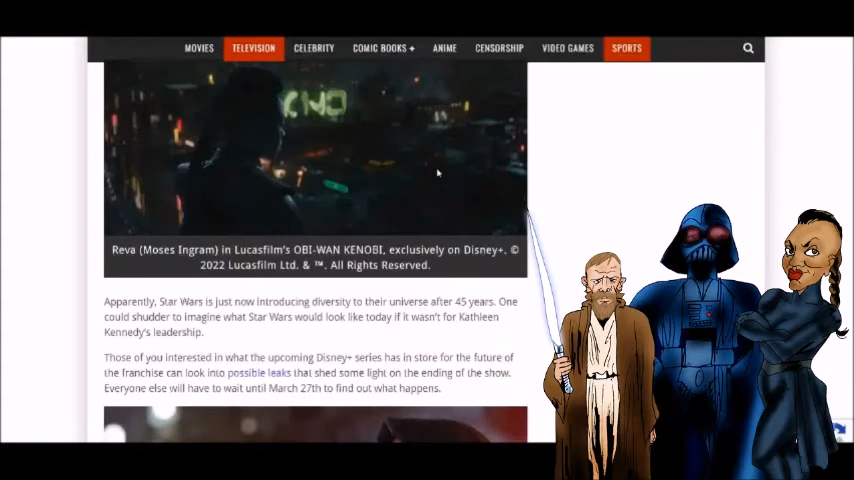 MOVIES TELEVISION CELEBRITY COMIC BOOKS + ANIME CENSORSHIP VIDEO GAMES SPORTS
Reva (Moses Ingram) in Lucasfilm's OBI-WAN KENOBI, exclusively on Disney+. ©
2022 Lucasfilm Ltd. & ™. All Rights Reserved.
Apparently, Star Wars is just now introducing diversity to their universe after 45 years. One
could shudder to imagine what Star Wars would look like today if it wasn't for Kathleen
Kennedy's leadership.
Those of you interested in what the upcoming Disney+ series has in store for the future of
the franchise can look into possible leaks that shed some light on the ending of the show.
Everyone else will have to wait until March 27th to find out what happens.